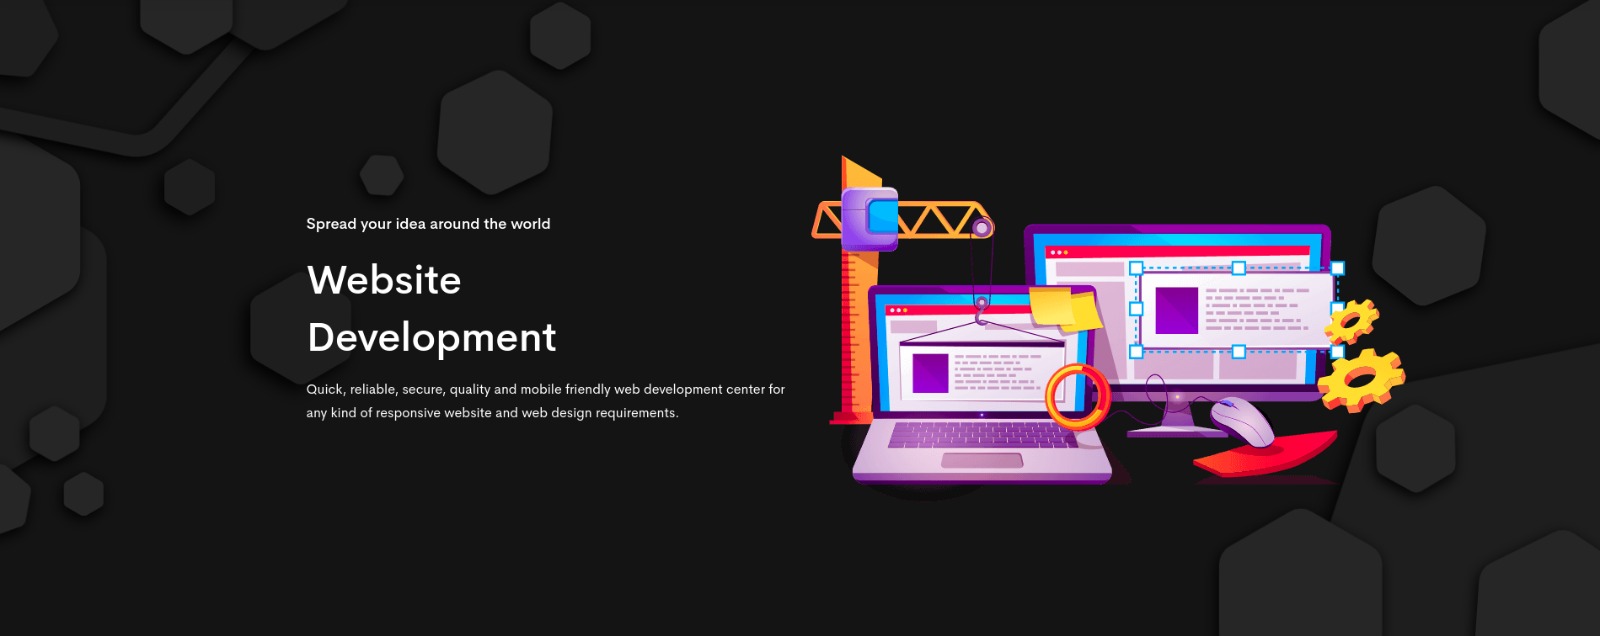 Spread your idea around the world
Website
Development
Quick, reliable, secure, quality and mobile friendly web development center for
any kind of responsive website and web design requirements.